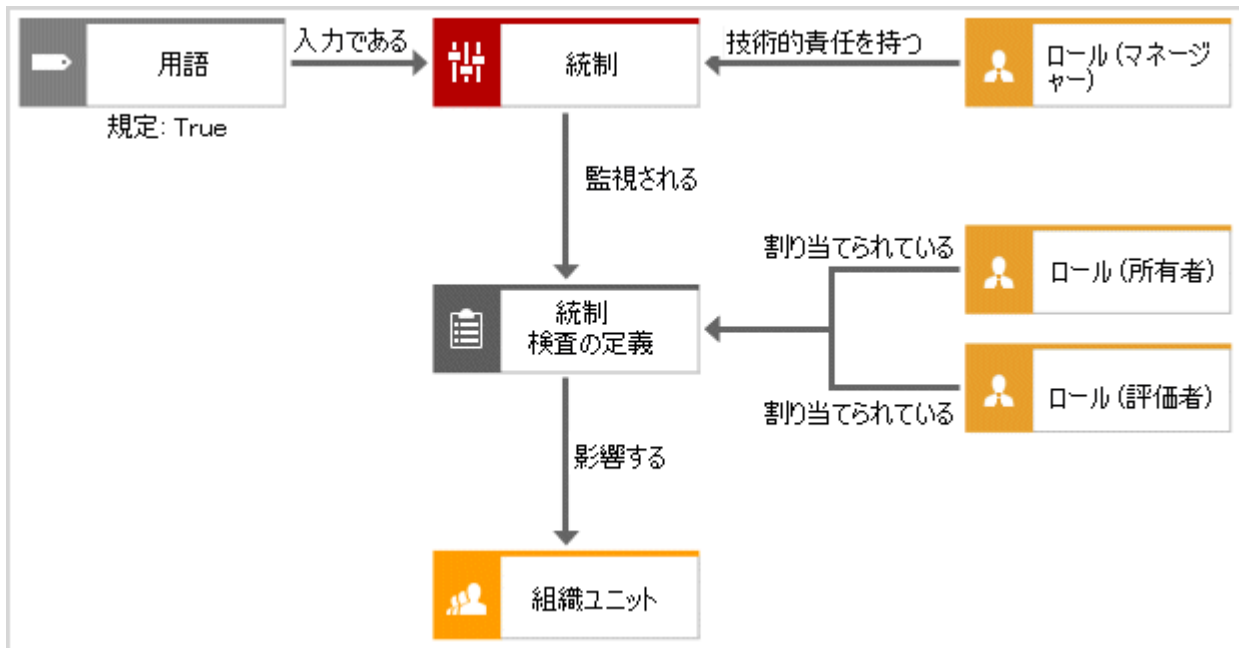 用語
入力である
統制
技術的責任を持つ
ロール (マネージ
ャー)
規定: True
監視される
割り当てられている
ロール (所有者)
統制
検査の定義
ロール (評価者)
割り当てられている
影響する
組織ユニット